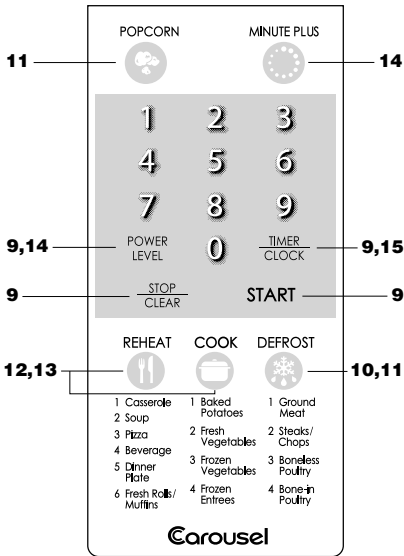 POPCORN MINUTE PLUS
11 14
1 2 3
4 5 6
7 8 9
9,14 POWER LEVEL 0 TIMER CLOCK 9,15
9 STOP CLEAR START 9
REHEAT COOK DEFROST
12,13 10,11
1 Casserole
2 Soup
3 Pizza
4 Beverage
5 Dinner
Plate
6 Fresh Rolls/
Muffins
1 Baked
Potatoes
2 Fresh
Vegetables
3 Frozen
Vegetables
4 Frozen
Entrees
1 Ground
Meat
2 Steaks/
Chops
3 Boneless
Poultry
4 Bone-in
Poultry
Carousel